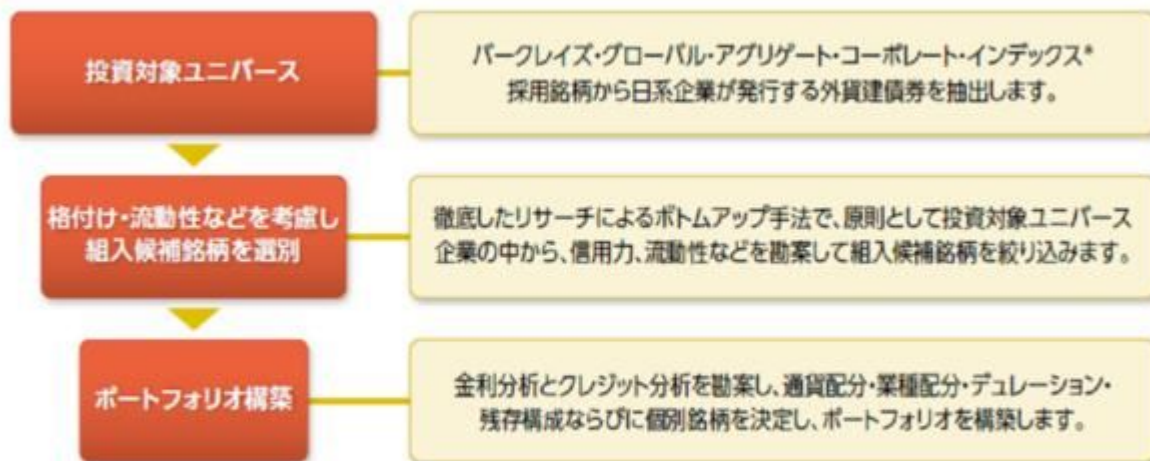 投資対象ユニバース
バークレイズ・グローバル・アグリゲート・コーポレート・インデックス*
採用銘柄から日系企業が発行する外貨建債券を抽出します。
格付け・流動性などを考慮し
組入候補銘柄を選別
徹底したリサーチによるボトムアップ手法で、原則として投資対象ユニバース
企業の中から、信用力、流動性などを勘案して組入候補銘柄を絞り込みます。
ポートフォリオ構築
金利分析とクレジット分析を勘案し、通貨配分・業種配分・デュレーション・
残存構成ならびに個別銘柄を決定し、ポートフォリオを構築します。